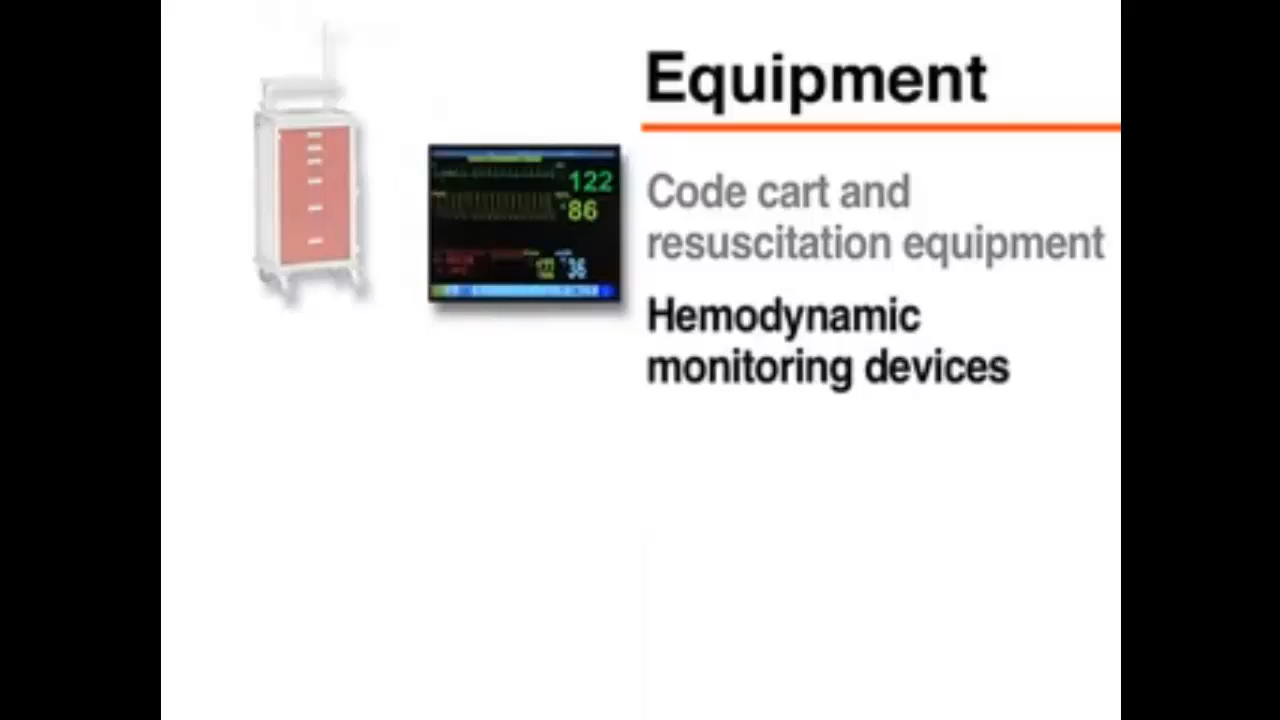 Equipment
Code cart and
resuscitation equipment
Hemodynamic
monitoring devices
122
86
36